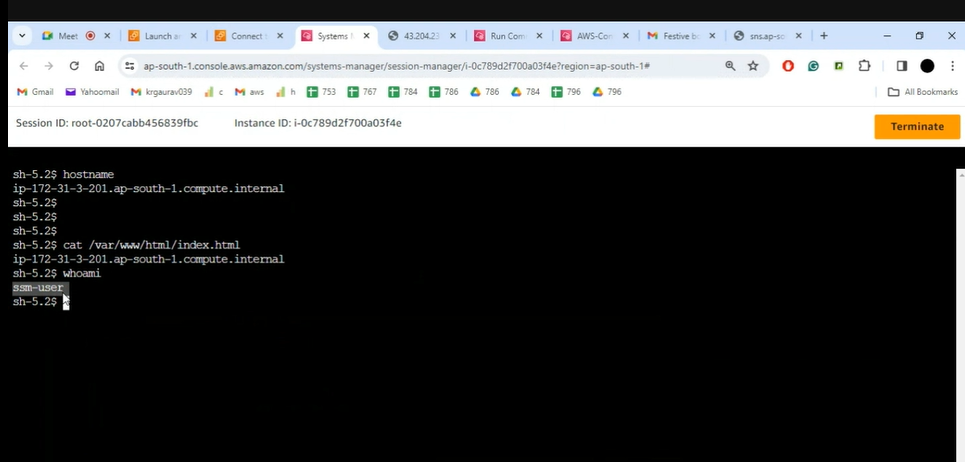 Meet
Launch a
Connect t
Systems M
43.204.23
Run Com
AWS-Con
Festive bo
sns.ap-so
ap-south-1.console.aws.amazon.com/systems-manager/session-manager/i-0c789d2f700a03f4e?region=ap-south-1#
Gmail
Yahoomail
krgaurav039
c
aws
h
753
767
784
786
786
784
796
796
All Bookmarks
Session ID: root-0207cabb456839fbc
Instance ID: i-0c789d2f700a03f4e
Terminate
sh-5.2$ hostname
ip-172-31-3-201.ap-south-1.compute.internal
sh-5.2$
sh-5.2$
sh-5.2$
sh-5.2$ cat /var/www/html/index.html
ip-172-31-3-201.ap-south-1.compute.internal
sh-5.2$ whoami
ssm-user
sh-5.2$